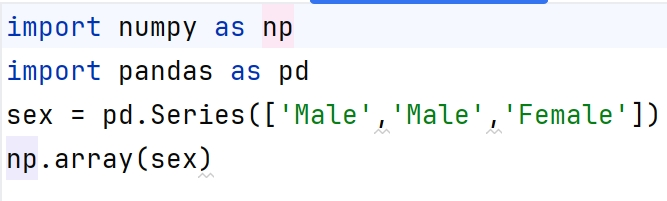 import numpy as np
import pandas as pd
sex = pd.Series(['Male','Male','Female'])
np.array(sex)